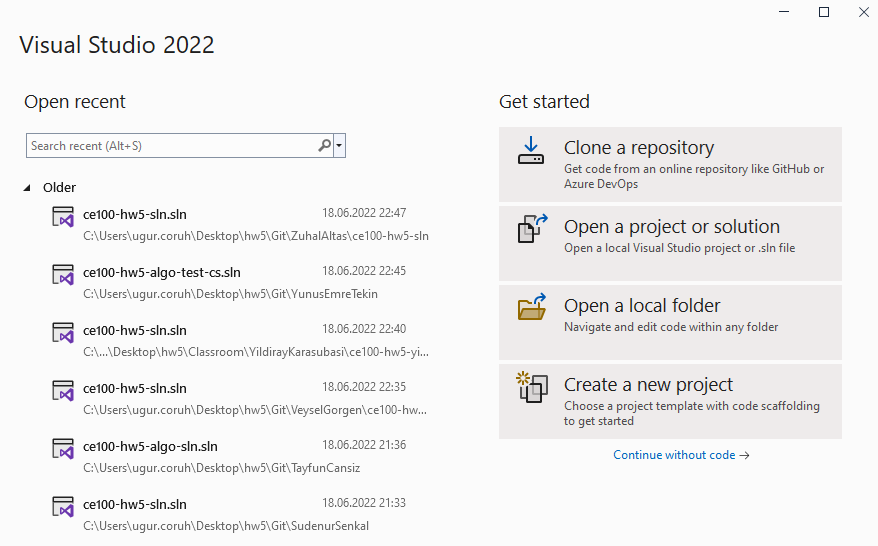 Visual Studio 2022
Open recent
Search recent (Alt+S)
Older
ce100-hw5-sln.sln 18.06.2022 22:47
C:\Users\ugur.coruh\Desktop\hw5\Git\ZuhalAltas\ce100-hw5-sln
ce100-hw5-algo-test-cs.sln 18.06.2022 22:45
C:\Users\ugur.coruh\Desktop\hw5\Git\YunusEmreTekin
ce100-hw5-sln.sln 18.06.2022 22:40
C:\...\Desktop\hw5\Classroom\YildirayKarasubasi\ce100-hw5-yi...
ce100-hw5-sln.sln 18.06.2022 22:35
C:\Users\ugur.coruh\Desktop\hw5\Git\VeyselGorgen\ce100-hw...
ce100-hw5-algo-sln.sln 18.06.2022 21:36
C:\Users\ugur.coruh\Desktop\hw5\Git\TayfunCansiz
ce100-hw5-sln.sln 18.06.2022 21:33
C:\Users\ugur.coruh\Desktop\hw5\Git\SudenurSenkal
Get started
Clone a repository
Get code from an online repository like GitHub or
Azure DevOps
Open a project or solution
Open a local Visual Studio project or .sln file
Open a local folder
Navigate and edit code within any folder
Create a new project
Choose a project template with code scaffolding
to get started
Continue without code →